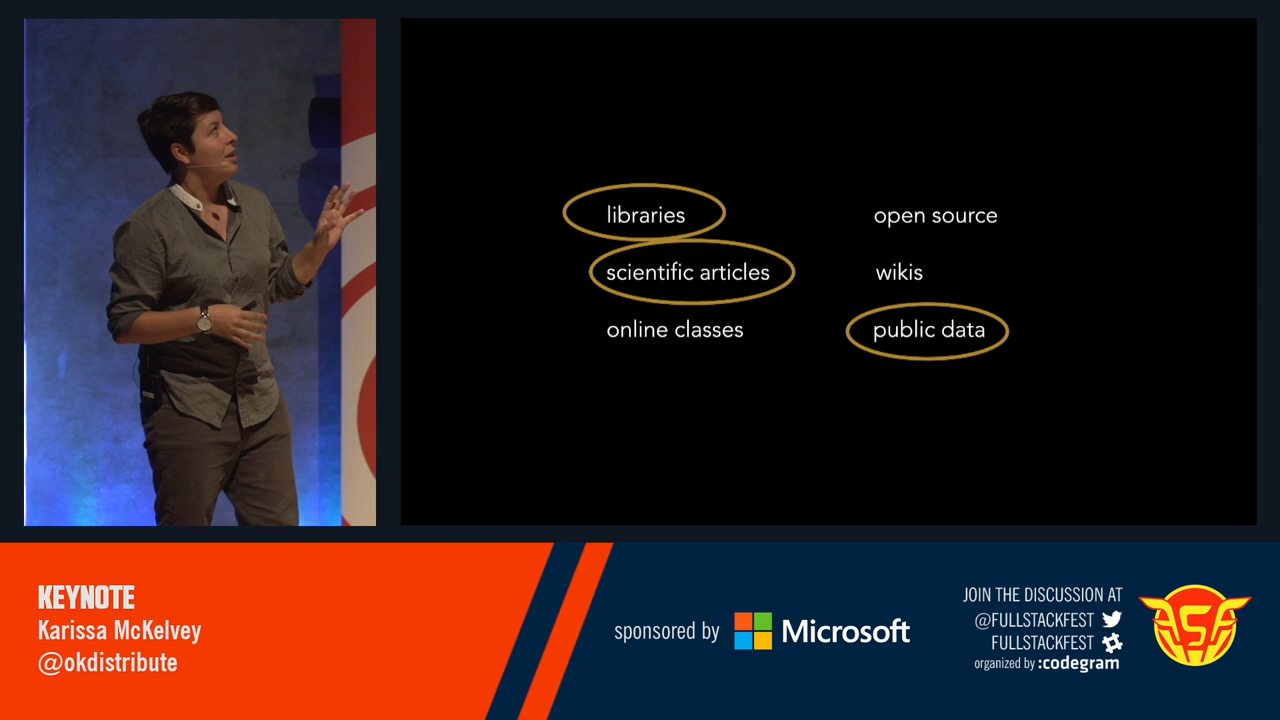 libraries
open source
scientific articles
wikis
online classes
public data
KEYNOTE
Karissa McKelvey
@okdistribute
sponsored by Microsoft
JOIN THE DISCUSSION AT
@FULLSTACKFEST
FULLSTACKFEST
organized by :codegram
FSF